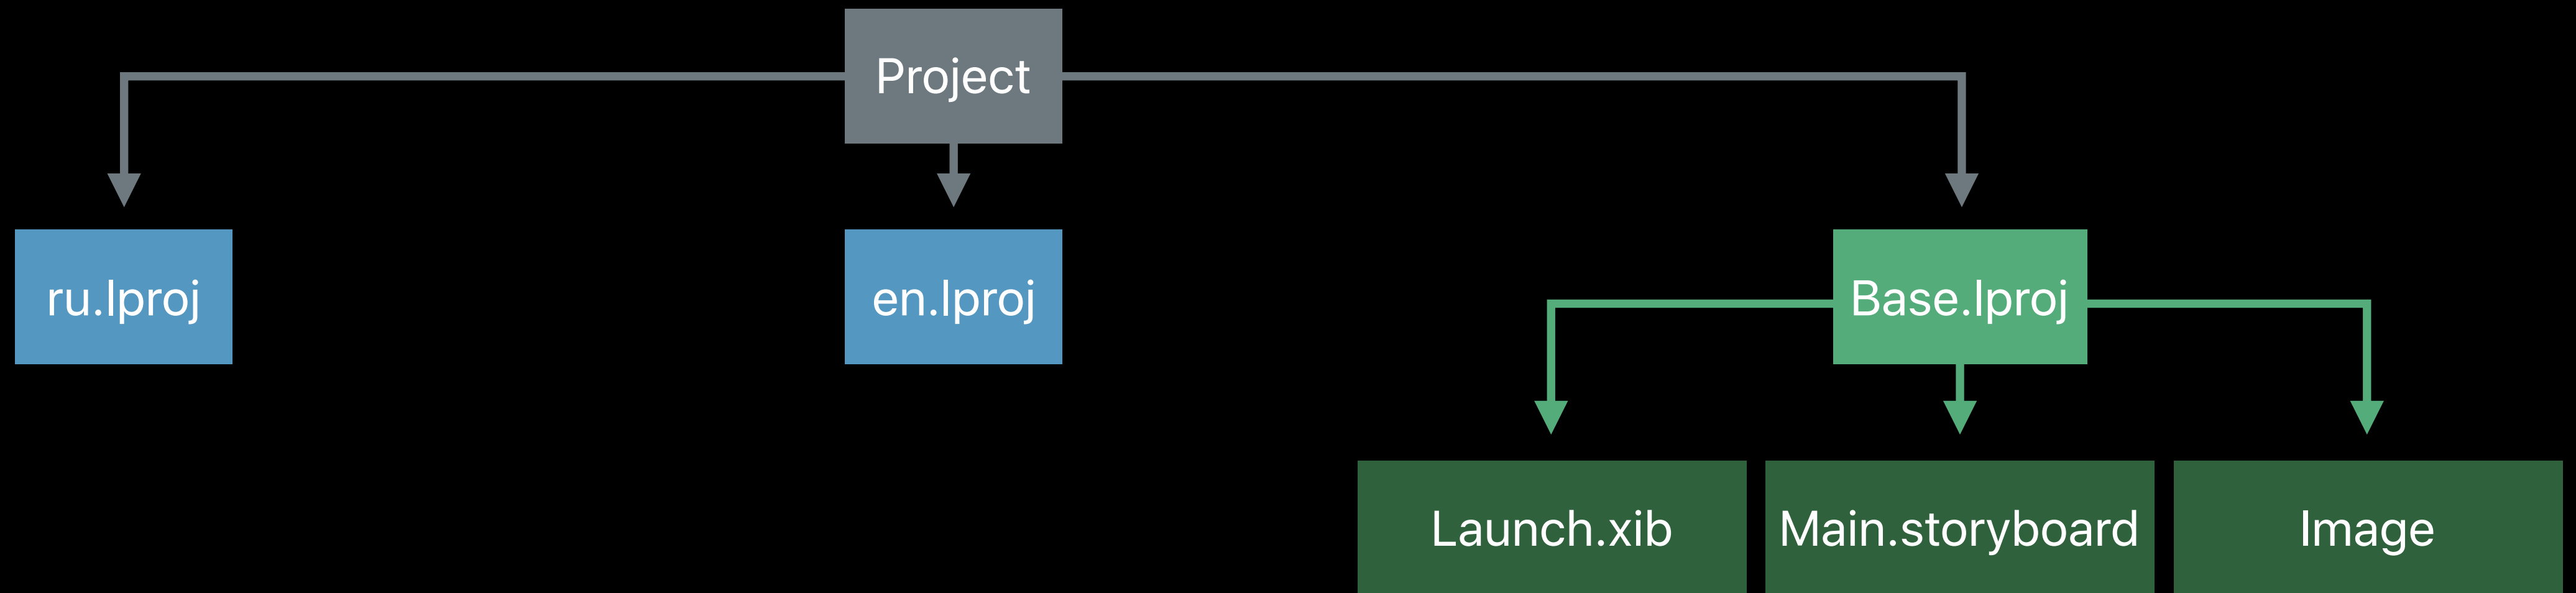 Project
ru.lproj
en.lproj
Base.lproj
Launch.xib
Main.storyboard
Image